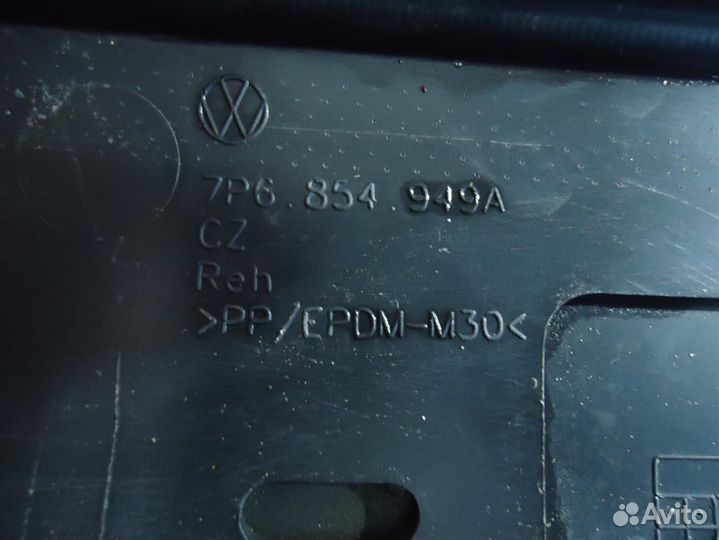 7P6.854.949A
CZ
Reh
>PP/EPDM-M30<
Avito